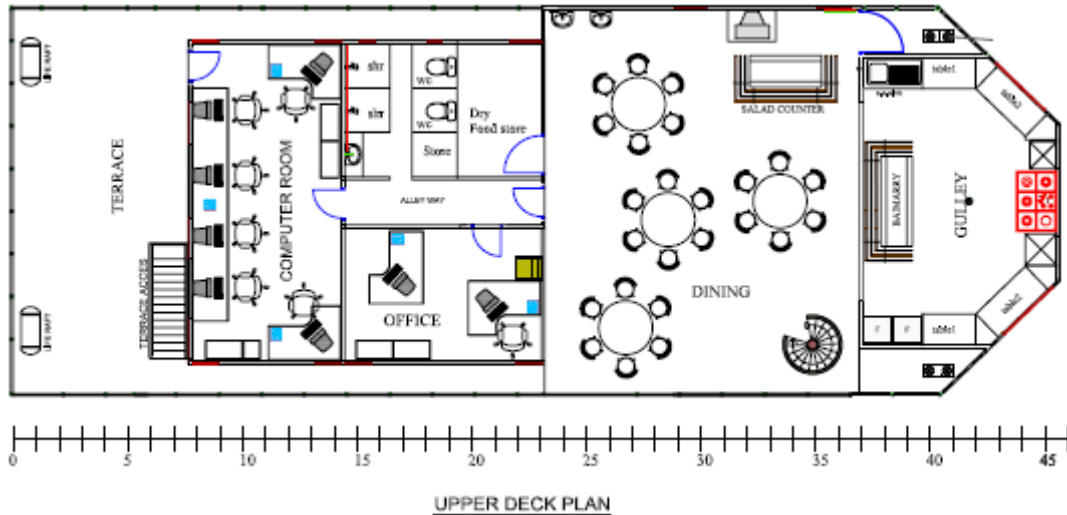 LIFE RAFT
LIFE RAFT
TERRACE
TERRACE ACCES
COMPUTER ROOM
shr
shr
WC
WC
Store
Dry
Food store
ALLEY WAY
OFFICE
SALAD COUNTER
DINING
BAIMARRY
GULLEY
table1
table2
table2
table1
0 5 10 15 20 25 30 35 40 45
UPPER DECK PLAN